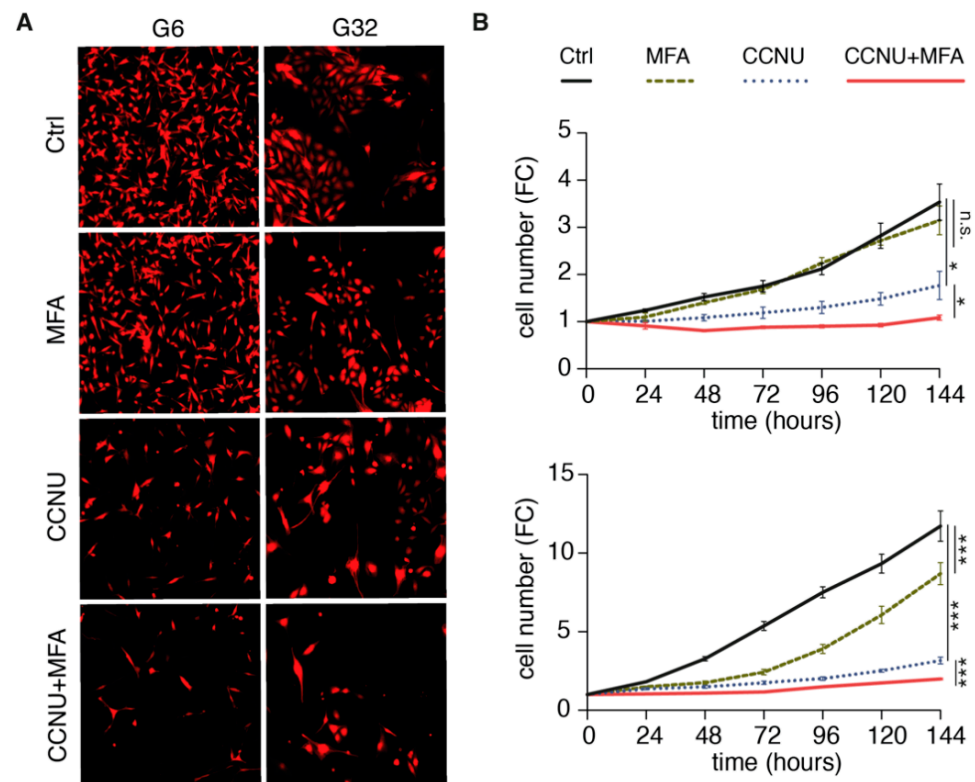 A
G6 G32
Ctrl
MFA
CCNU
CCNU+MFA
B
Ctrl MFA CCNU CCNU+MFA
cell number (FC)
5
4
3
2
1
0
0 24 48 72 96 120 144
time (hours)
n.s.
*
*
cell number (FC)
15
10
5
0
0 24 48 72 96 120 144
time (hours)
***
***
***